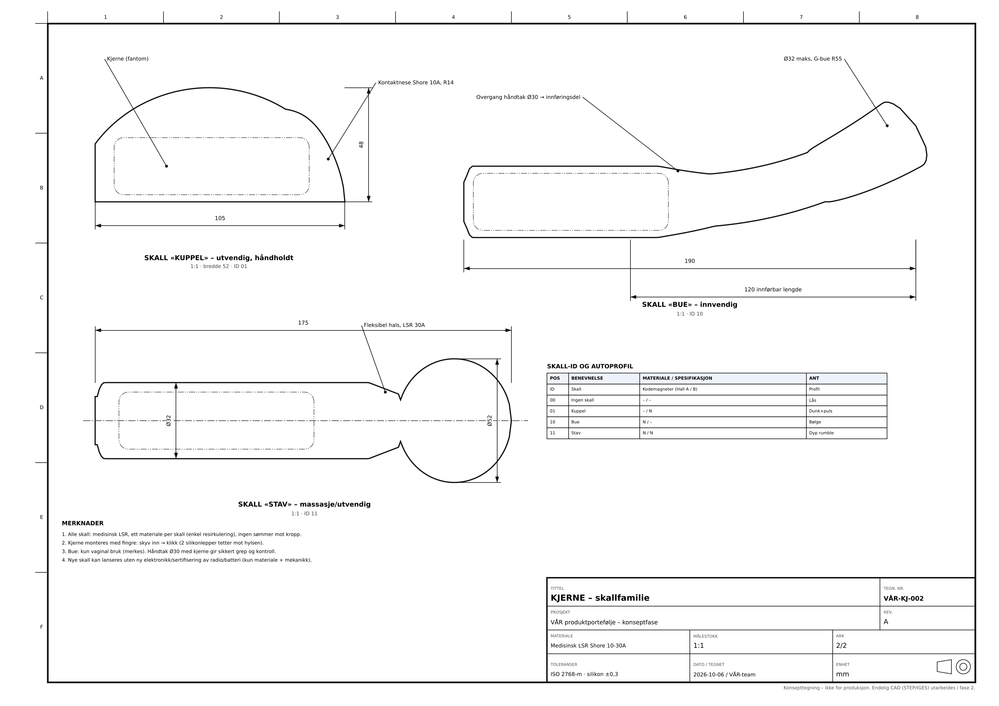 1 2 3 4 5 6 7 8
A
B
C
D
E
F
Kjerne (fantom)
Kontaktnese Shore 10A, R14
48
105
SKALL «KUPPEL» – utvendig, håndholdt
1:1 · bredde 52 · ID 01
Ø32 maks, G-bue R55
Overgang håndtak Ø30 → innføringsdel
190
120 innførbar lengde
SKALL «BUE» – innvendig
1:1 · ID 10
175
Fleksibel hals, LSR 30A
Ø32
Ø52
SKALL «STAV» – massasje/utvendig
1:1 · ID 11
SKALL-ID OG AUTOPROFIL
POS BENEVNELSE MATERIALE / SPESIFIKASJON ANT
ID Skall Kodemagneter (Hall A / B) Profil
00 Ingen skall – / – Lås
01 Kuppel – / N Dunk+puls
10 Bue N / – Bølge
11 Stav N / N Dyp rumble
MERKNADER
1. Alle skall: medisinsk LSR, ett materiale per skall (enkel resirkulering), ingen sømmer mot kropp.
2. Kjerne monteres med fingre: skyv inn → klikk (2 silikonlepper tetter mot hylsen).
3. Bue: kun vaginal bruk (merkes). Håndtak Ø30 med kjerne gir sikkert grep og kontroll.
4. Nye skall kan lanseres uten ny elektronikk/sertifisering av radio/batteri (kun materiale + mekanikk).
TITTEL
KJERNE – skallfamilie
TEGN. NR.
VÅR-KJ-002
PROSJEKT
VÅR produktportefølje – konseptfase
REV.
A
MATERIALE
Medisinsk LSR Shore 10-30A
MÅLESTOKK
1:1
ARK
2/2
TOLERANSER
ISO 2768-m · silikon ±0,3
DATO / TEGNET
2026-10-06 / VÅR-team
ENHET
mm
Konsepttegning – ikke for produksjon. Endelig CAD (STEP/IGES) utarbeides i fase 2.